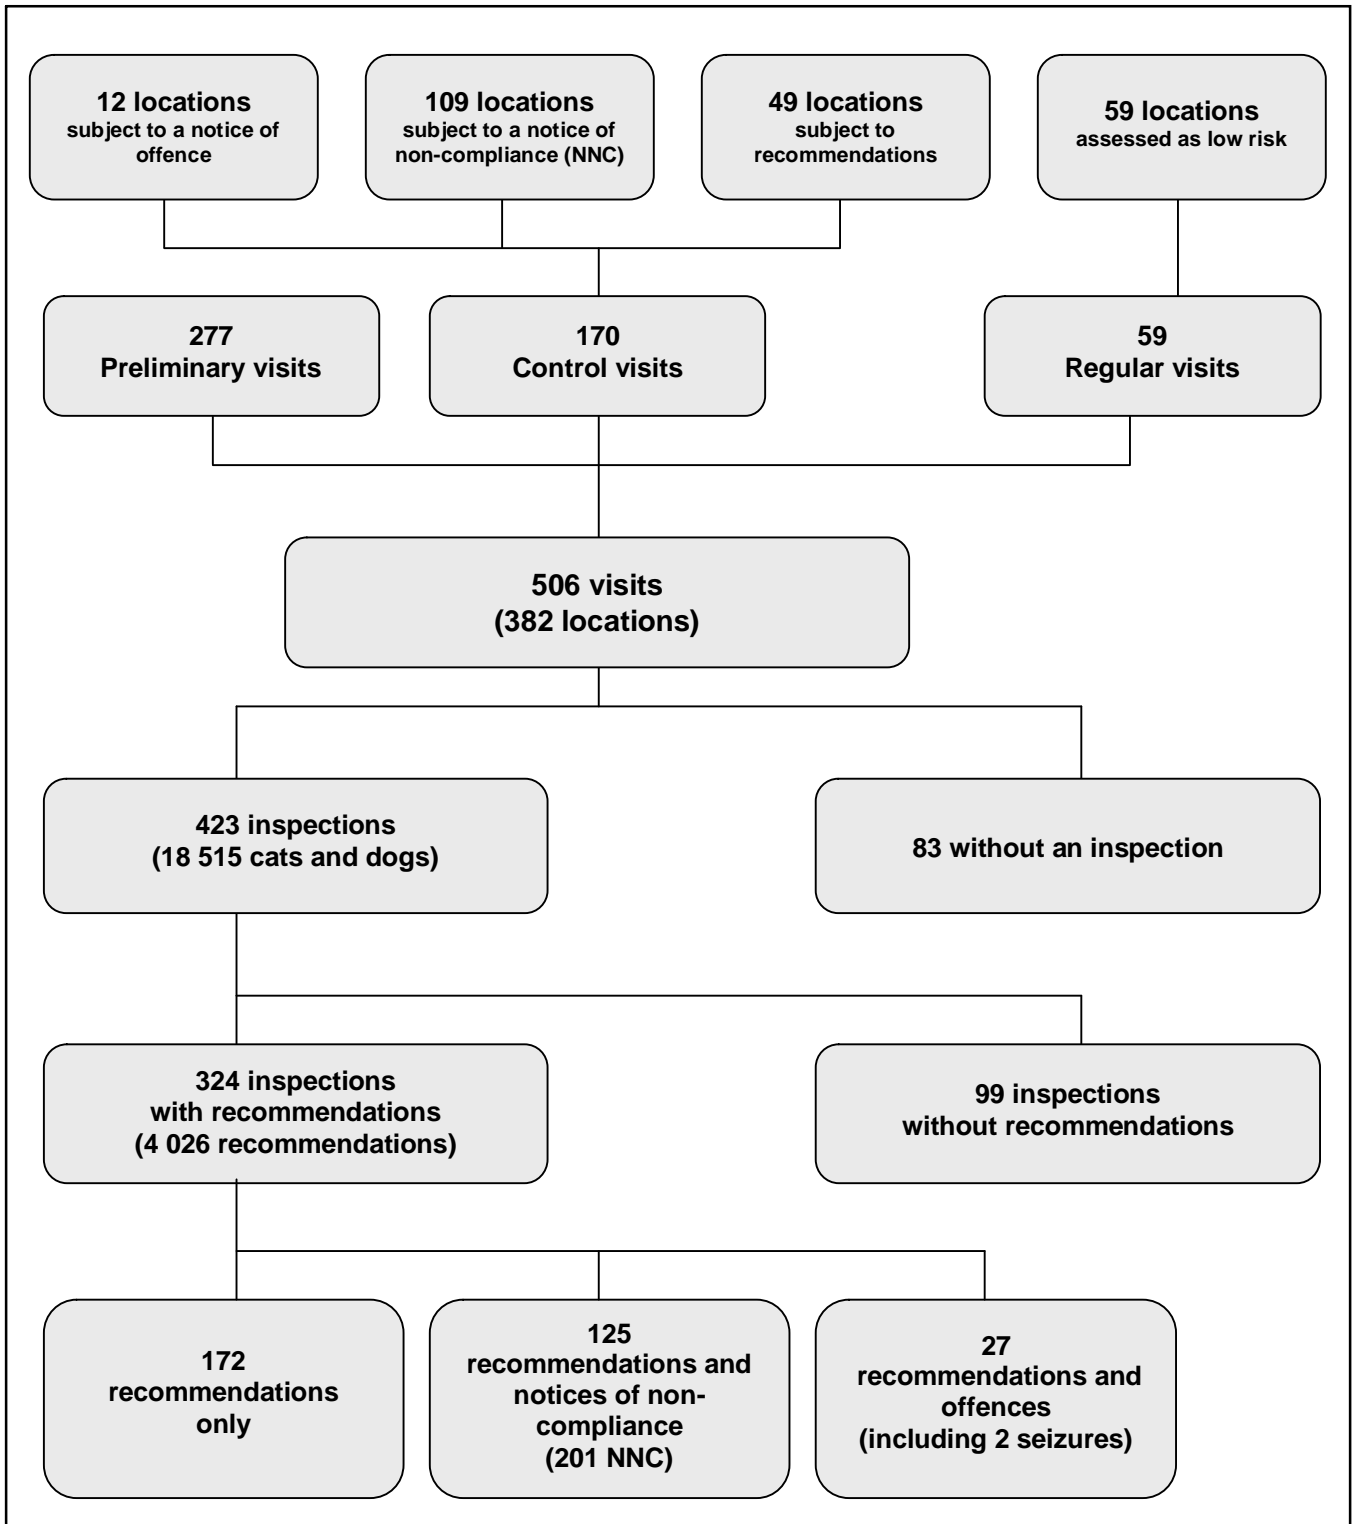 12 locations
subject to a notice of
offence
109 locations
subject to a notice of
non-compliance (NNC)
49 locations
subject to
recommendations
59 locations
assessed as low risk
277
Preliminary visits
170
Control visits
59
Regular visits
506 visits
(382 locations)
423 inspections
(18 515 cats and dogs)
83 without an inspection
324 inspections
with recommendations
(4 026 recommendations)
99 inspections
without recommendations
172
recommendations
only
125
recommendations and
notices of non-
compliance
(201 NNC)
27
recommendations and
offences
(including 2 seizures)